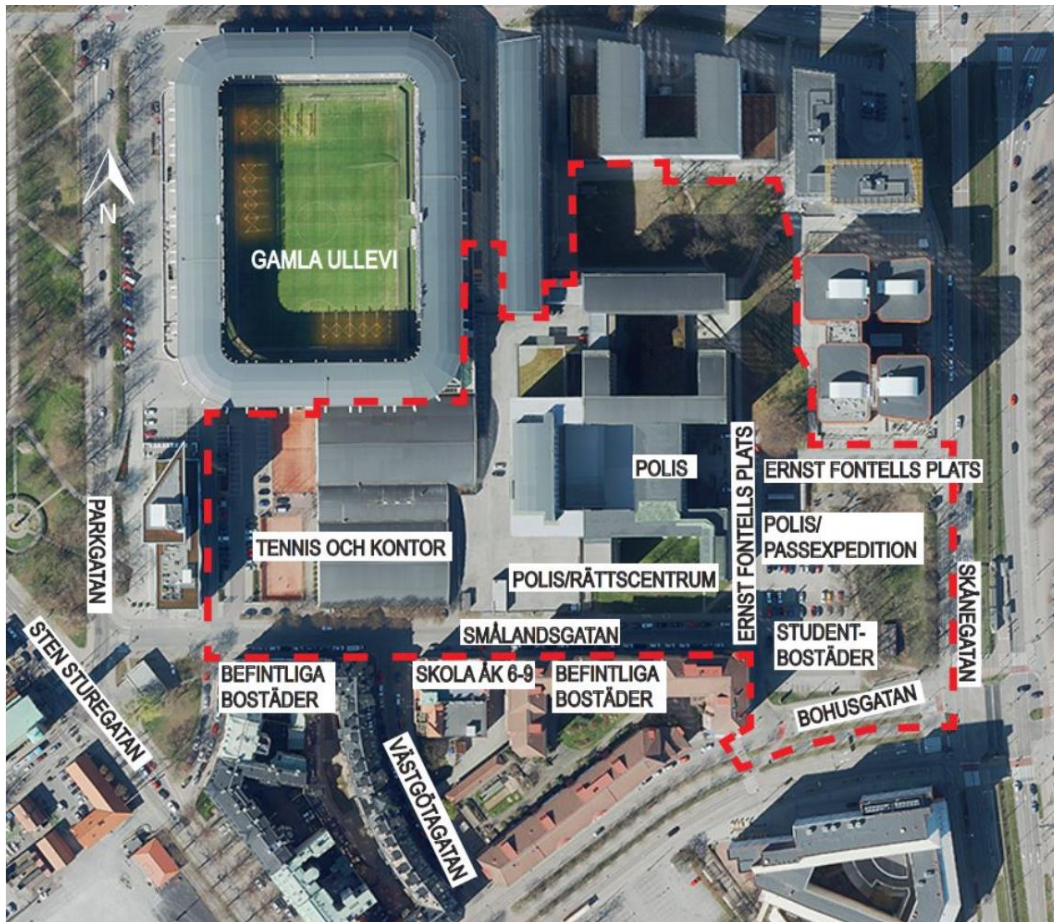 N
GAMLA ULLEVI
PARKGATAN
TENNIS OCH KONTOR
POLIS
ERNST FONTELLS PLATS
ERNST FONTELLS PLATS
POLIS/
PASSEXPEDITION
POLIS/RÄTTSCENTRUM
SKÅNEGATAN
SMÅLANDSGATAN
STUDENT-
BOSTÄDER
STEN STUREGATAN
BEFINTLIGA
BOSTÄDER
SKOLA ÅK 6-9
BEFINTLIGA
BOSTÄDER
BOHUSGATAN
VÄSTGÖTAGATAN